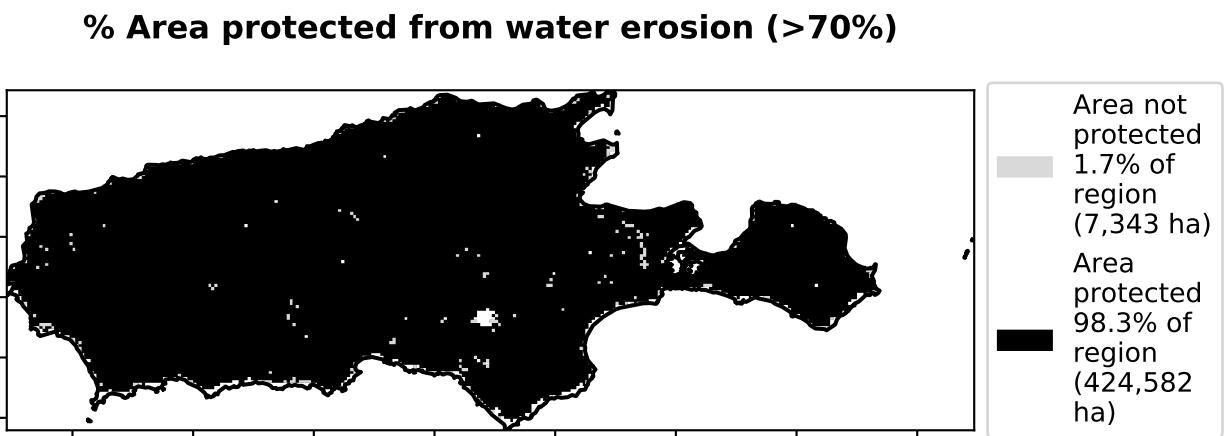 % Area protected from water erosion (>70%)
Area not
protected
1.7% of
region
(7,343 ha)
Area
protected
98.3% of
region
(424,582
ha)